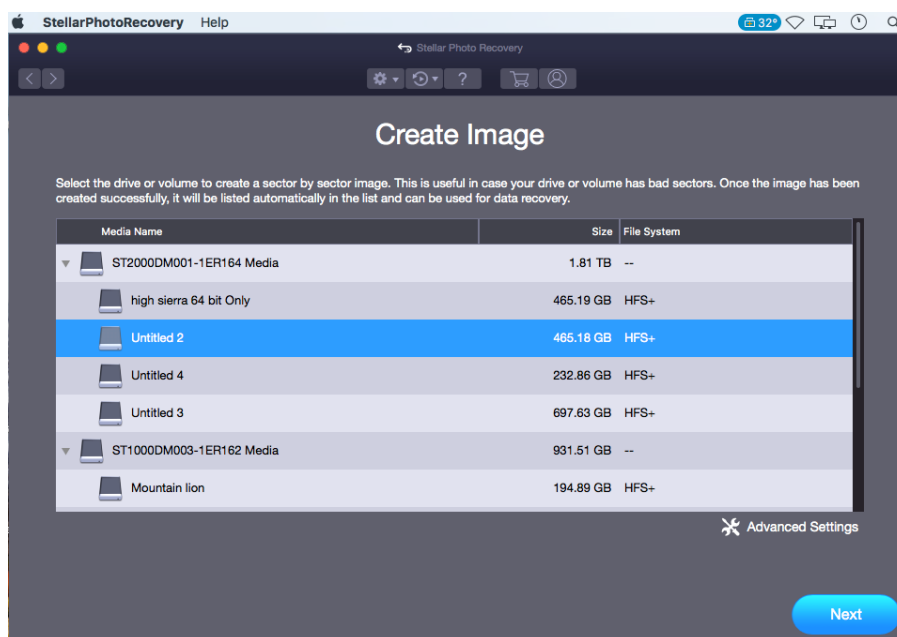 StellarPhotoRecovery Help 32°
Stellar Photo Recovery
?
Create Image
Select the drive or volume to create a sector by sector image. This is useful in case your drive or volume has bad sectors. Once the image has been
created successfully, it will be listed automatically in the list and can be used for data recovery.
Media Name Size File System
ST2000DM001-1ER164 Media 1.81 TB --
high sierra 64 bit Only 465.19 GB HFS+
Untitled 2 465.18 GB HFS+
Untitled 4 232.86 GB HFS+
Untitled 3 697.63 GB HFS+
ST1000DM003-1ER162 Media 931.51 GB --
Mountain lion 194.89 GB HFS+
Advanced Settings
Next